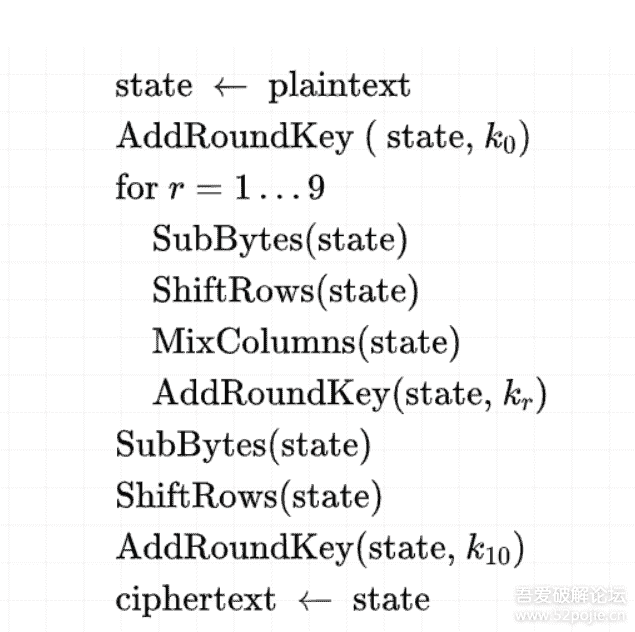 state ← plaintext
AddRoundKey ( state, k₀)
for r = 1…9
SubBytes(state)
ShiftRows(state)
MixColumns(state)
AddRoundKey(state, kᵣ)
SubBytes(state)
ShiftRows(state)
AddRoundKey(state, k₁₀)
ciphertext ← state
吾爱破解论坛
www.52pojie.cn